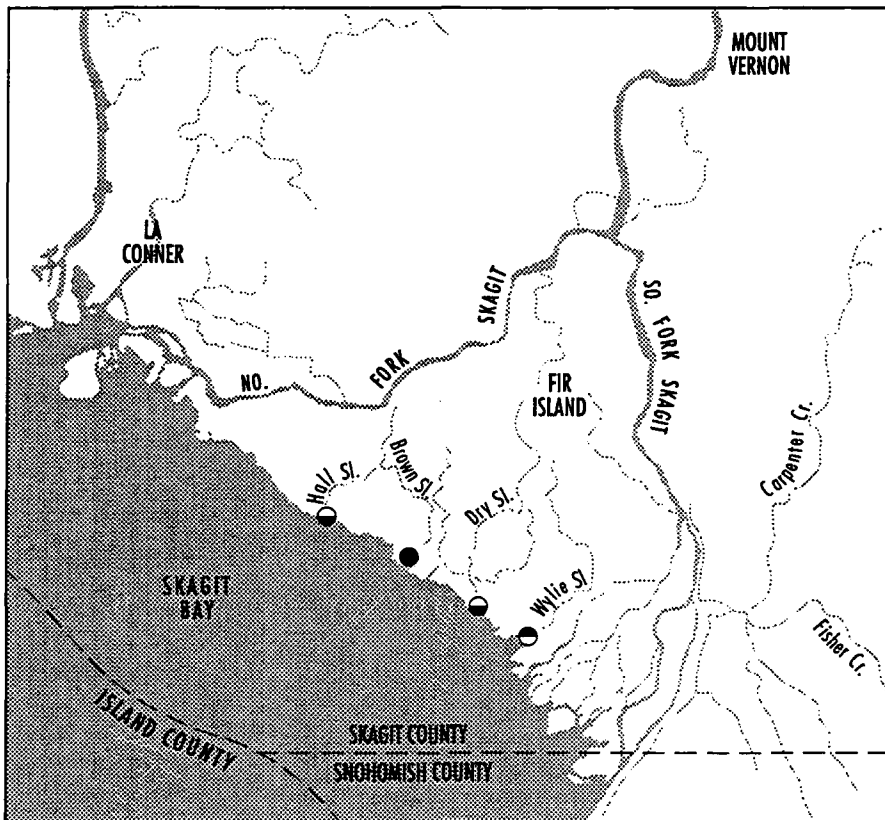 MOUNT
VERNON
LA
CONNER
NO.
FORK
SKAGIT
SO. FORK SKAGIT
FIR
ISLAND
Carpenter Cr.
Hall Sl.
Brown Sl.
Dry Sl.
Wylie Sl
Fisher Cr.
SKAGIT
BAY
ISLAND COUNTY
SKAGIT COUNTY
SNOHOMISH COUNTY